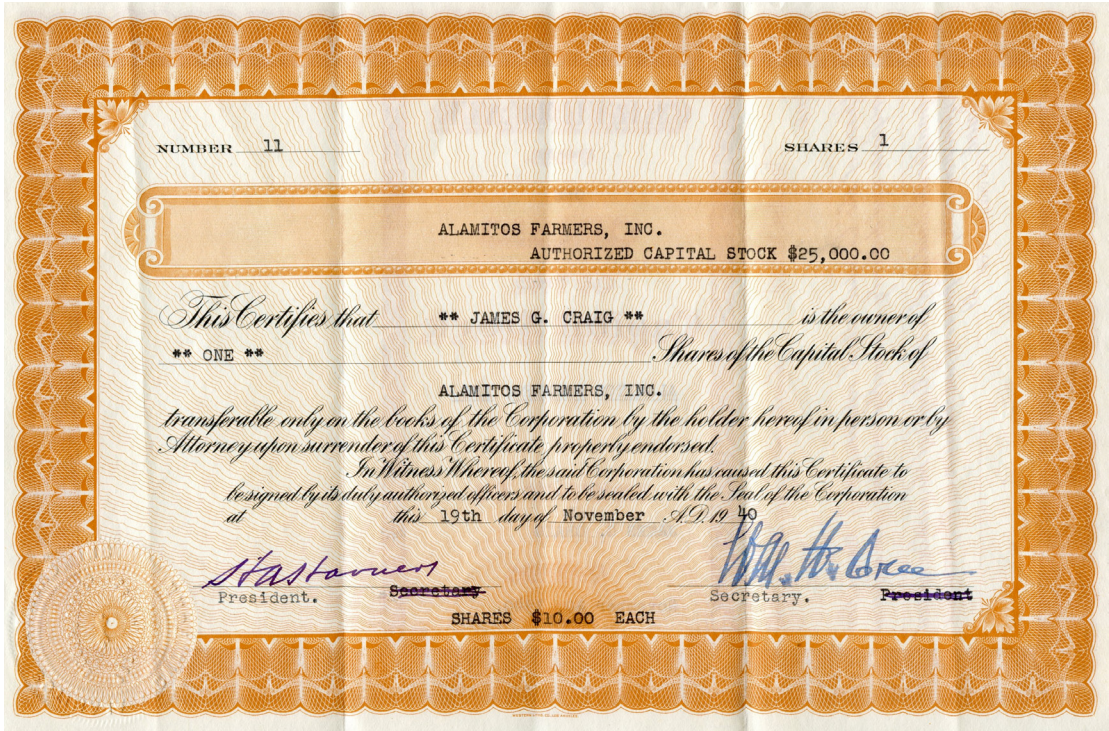 NUMBER 11 SHARES 1
ALAMITOS FARMERS, INC.
AUTHORIZED CAPITAL STOCK $25,000.00
This Certifies that ** JAMES G. CRAIG ** is the owner of
** ONE ** Shares of the Capital Stock of
ALAMITOS FARMERS, INC.
transferable only on the books of the Corporation by the holder hereof in person or by
Attorney upon surrender of this Certificate properly endorsed.
In Witness Whereof, the said Corporation has caused this Certificate to
be signed by its duly authorized officers and to be sealed with the Seal of the Corporation
at this 19th day of November A.D. 19 40
President. Secretary Secretary. President
SHARES $10.00 EACH